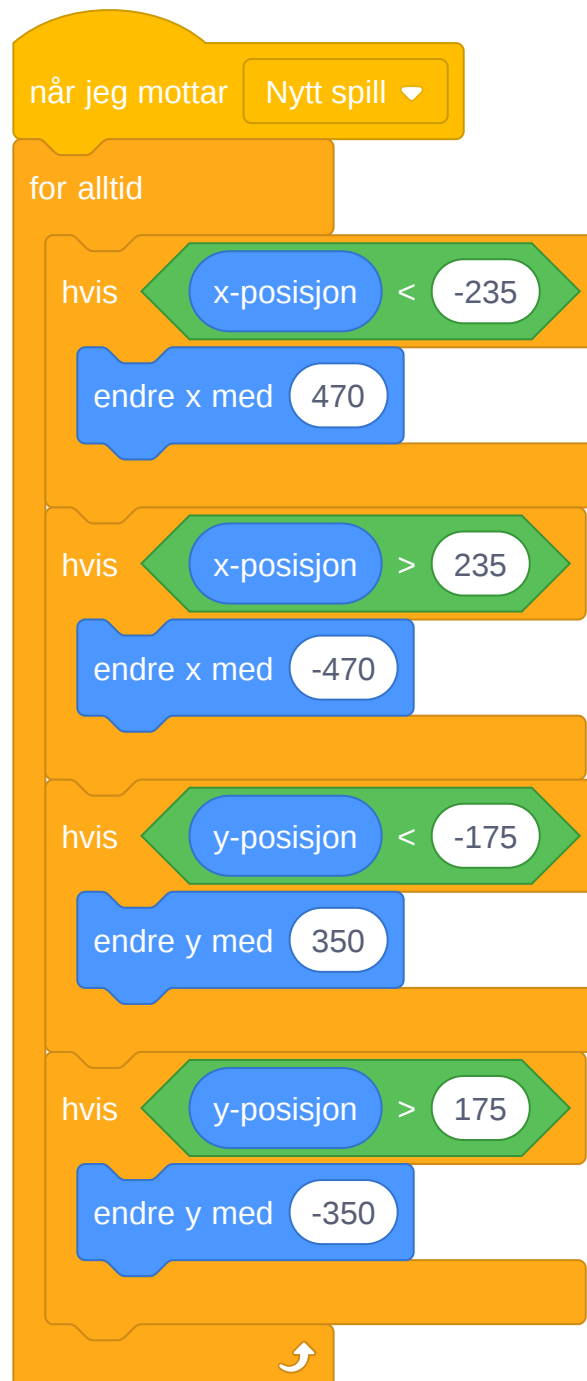 når jeg mottar Nytt spill
for alltid
hvis x-posisjon < -235
endre x med 470
hvis x-posisjon > 235
endre x med -470
hvis y-posisjon < -175
endre y med 350
hvis y-posisjon > 175
endre y med -350